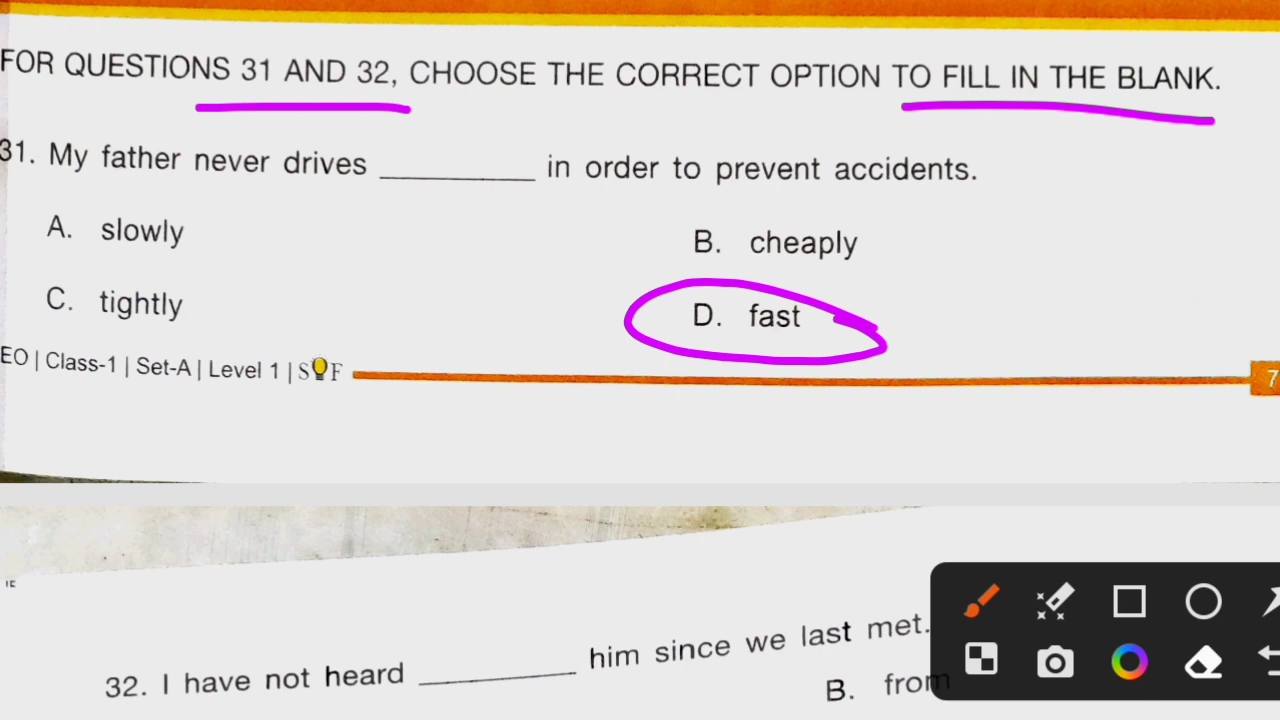 FOR QUESTIONS 31 AND 32, CHOOSE THE CORRECT OPTION TO FILL IN THE BLANK.
31. My father never drives __________ in order to prevent accidents.
A. slowly
B. cheaply
C. tightly
D. fast
EO | Class-1 | Set-A | Level 1 | SOF
7
32. I have not heard __________ him since we last met.
B. from